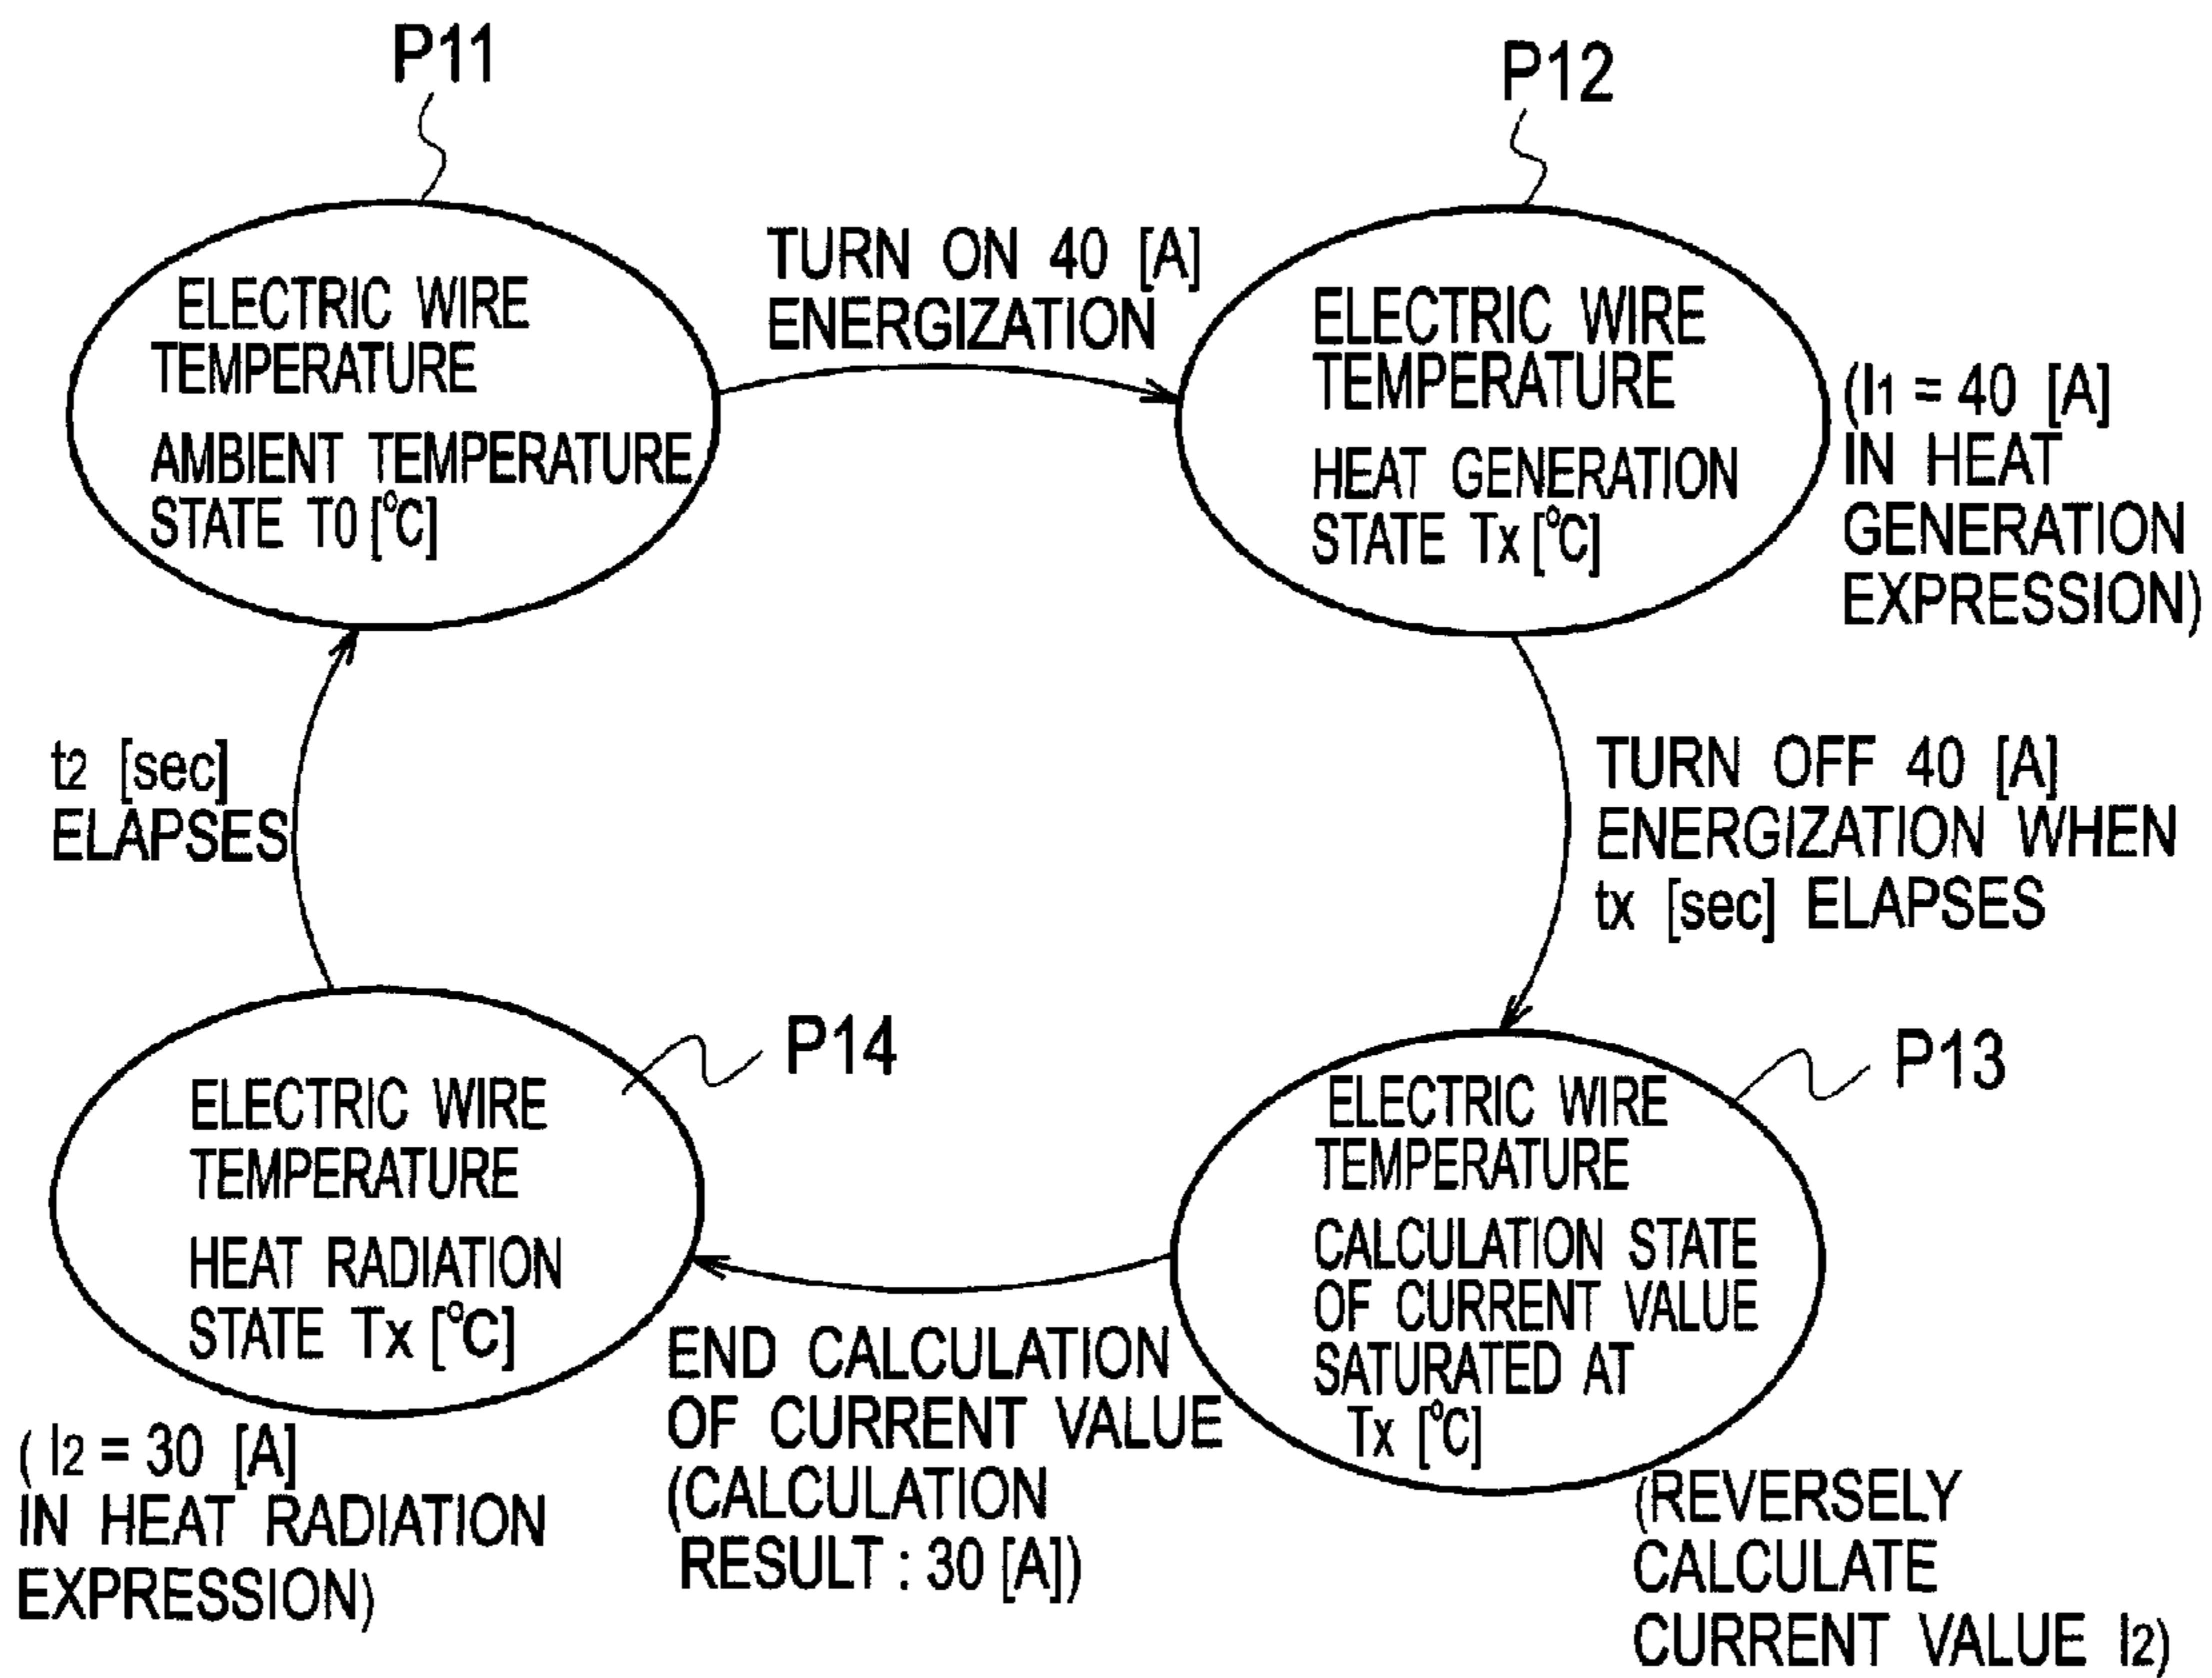 P11
P12
ELECTRIC WIRE
TEMPERATURE
AMBIENT TEMPERATURE
STATE T0 [°C]
TURN ON 40 [A]
ENERGIZATION
ELECTRIC WIRE
TEMPERATURE
HEAT GENERATION
STATE Tx [°C]
(I1 = 40 [A]
IN HEAT
GENERATION
EXPRESSION)
t2 [sec]
ELAPSES
TURN OFF 40 [A]
ENERGIZATION WHEN
tx [sec] ELAPSES
P14
P13
ELECTRIC WIRE
TEMPERATURE
HEAT RADIATION
STATE Tx [°C]
ELECTRIC WIRE
TEMPERATURE
CALCULATION STATE
OF CURRENT VALUE
SATURATED AT
Tx [°C]
END CALCULATION
OF CURRENT VALUE
(CALCULATION
RESULT : 30 [A])
( I2 = 30 [A]
IN HEAT RADIATION
EXPRESSION)
(REVERSELY
CALCULATE
CURRENT VALUE I2)